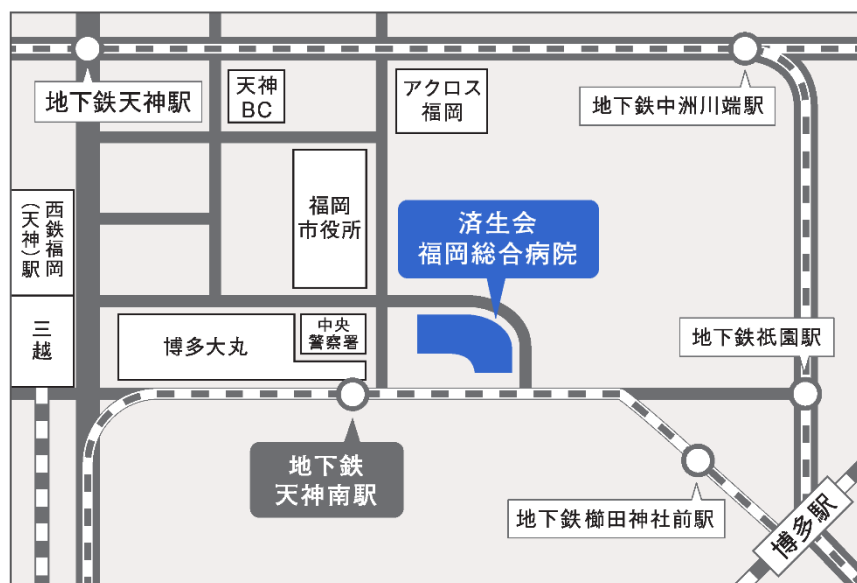 地下鉄天神駅
天神
BC
アクロス
福岡
地下鉄中洲川端駅
西鉄福岡
(天神)駅
福岡
市役所
済生会
福岡総合病院
三越
博多大丸
中央
警察署
地下鉄祇園駅
地下鉄
天神南駅
地下鉄櫛田神社前駅
博多駅